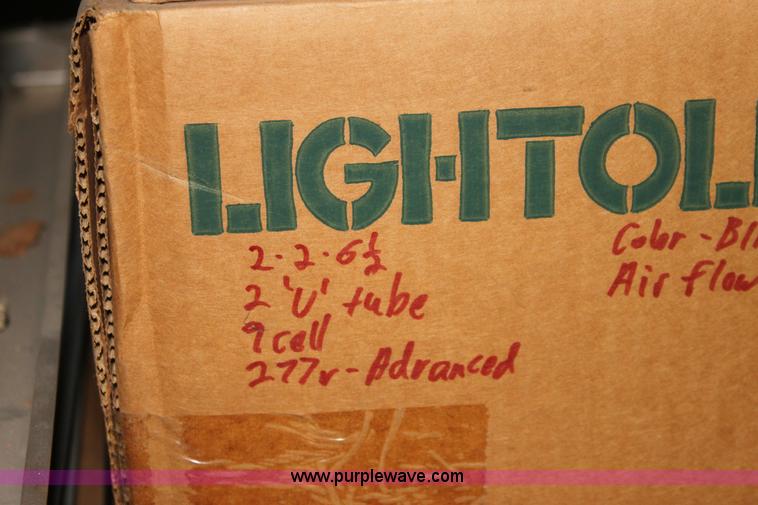 LIGHTOL
2-2-6½
2 'U' tube
9 cell
277v-Advanced
Color - Bl
Air flow
www.purplewave.com